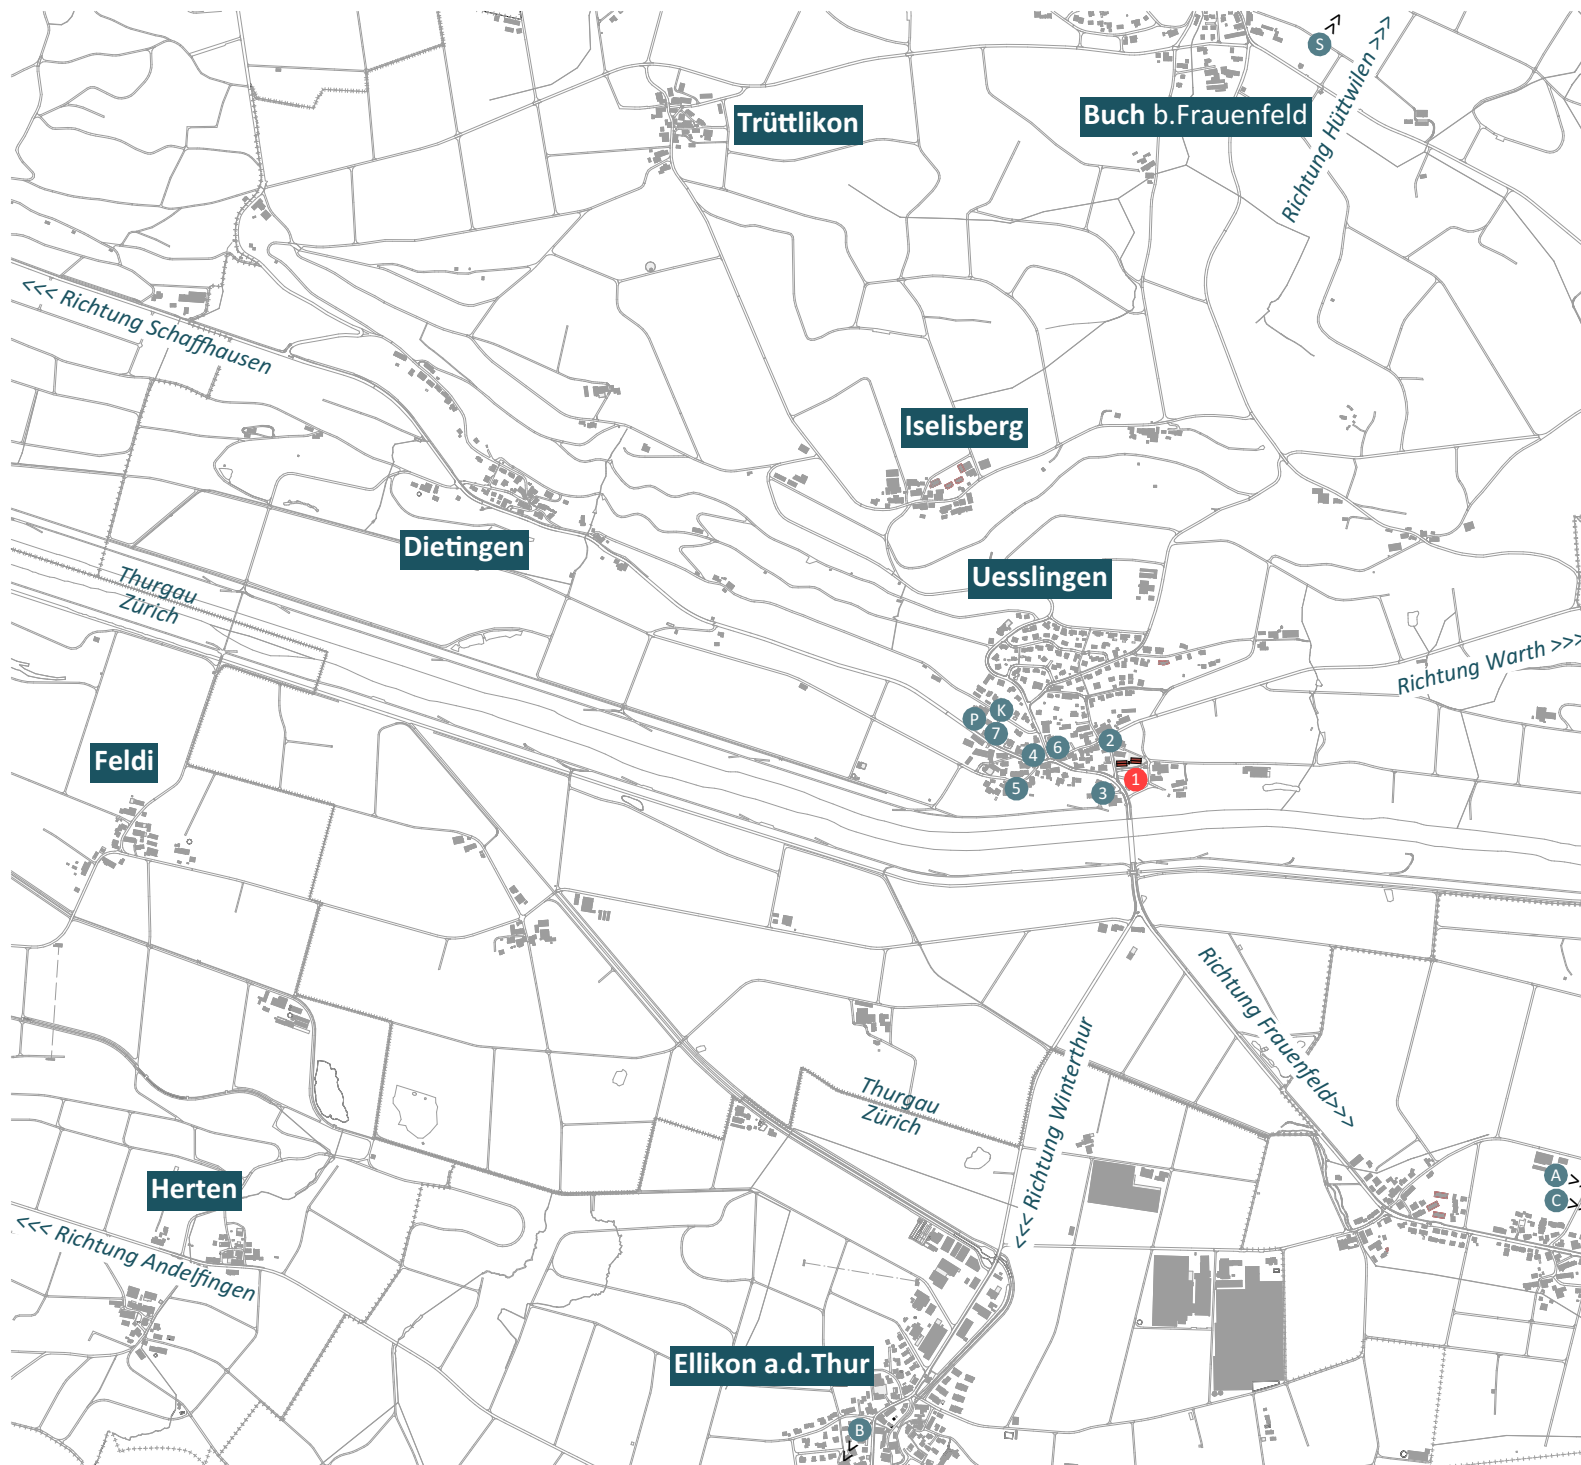 S
Trüttlikon
Buch b.Frauenfeld
Richtung Hüttwilen >>>
<<< Richtung Schaffhausen
Iselisberg
Dietingen
Uesslingen
Thurgau
Zürich
Richtung Warth >>>
K
P
7
6
2
4
Feldi
1
5
3
Richtung Frauenfeld>>>
<<< Richtung Winterthur
Thurgau
Zürich
Herten
A >>
C >>
<<< Richtung Andelfingen
Ellikon a.d.Thur
B